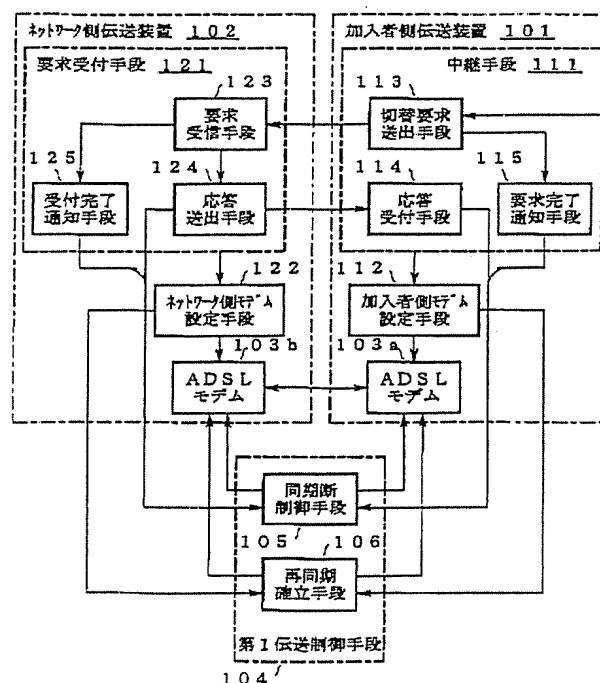 ネットワーク側伝送装置 102
要求受付手段 121
123
要求
受信手段
125
受付完了
通知手段
124
応答
送出手段
122
ネットワーク側モデム
設定手段
103b
ADSL
モデム
加入者側伝送装置 101
中継手段 111
113
切替要求
送出手段
114
応答
受付手段
115
要求完了
通知手段
112
加入者側モデム
設定手段
103a
ADSL
モデム
同期断
制御手段
105
106
再同期
確立手段
第1伝送制御手段
104